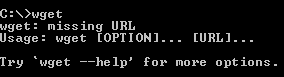 C:\>wget
wget: missing URL
Usage: wget [OPTION]... [URL]...
Try `wget --help' for more options.